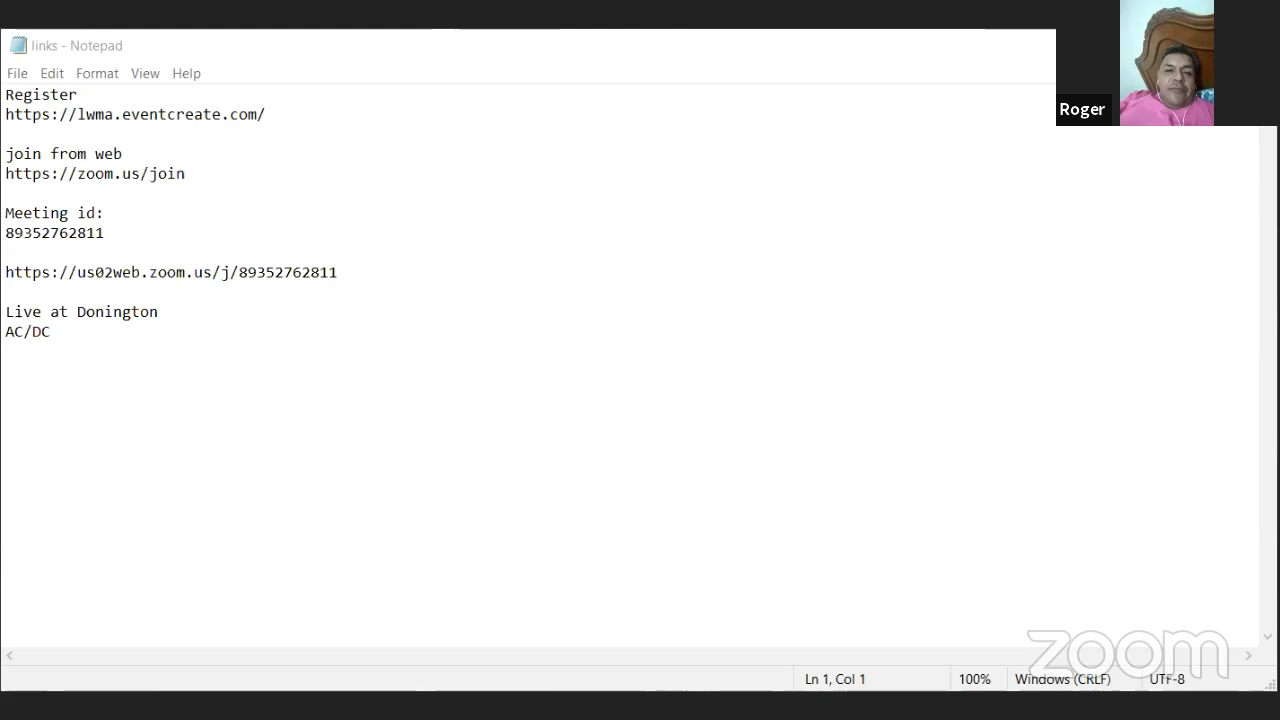 links - Notepad
File Edit Format View Help
Register
https://lwma.eventcreate.com/
join from web
https://zoom.us/join
Meeting id:
89352762811
https://us02web.zoom.us/j/89352762811
Live at Donington
AC/DC
Roger
zoom
Ln 1, Col 1 100% Windows (CRLF) UTF-8